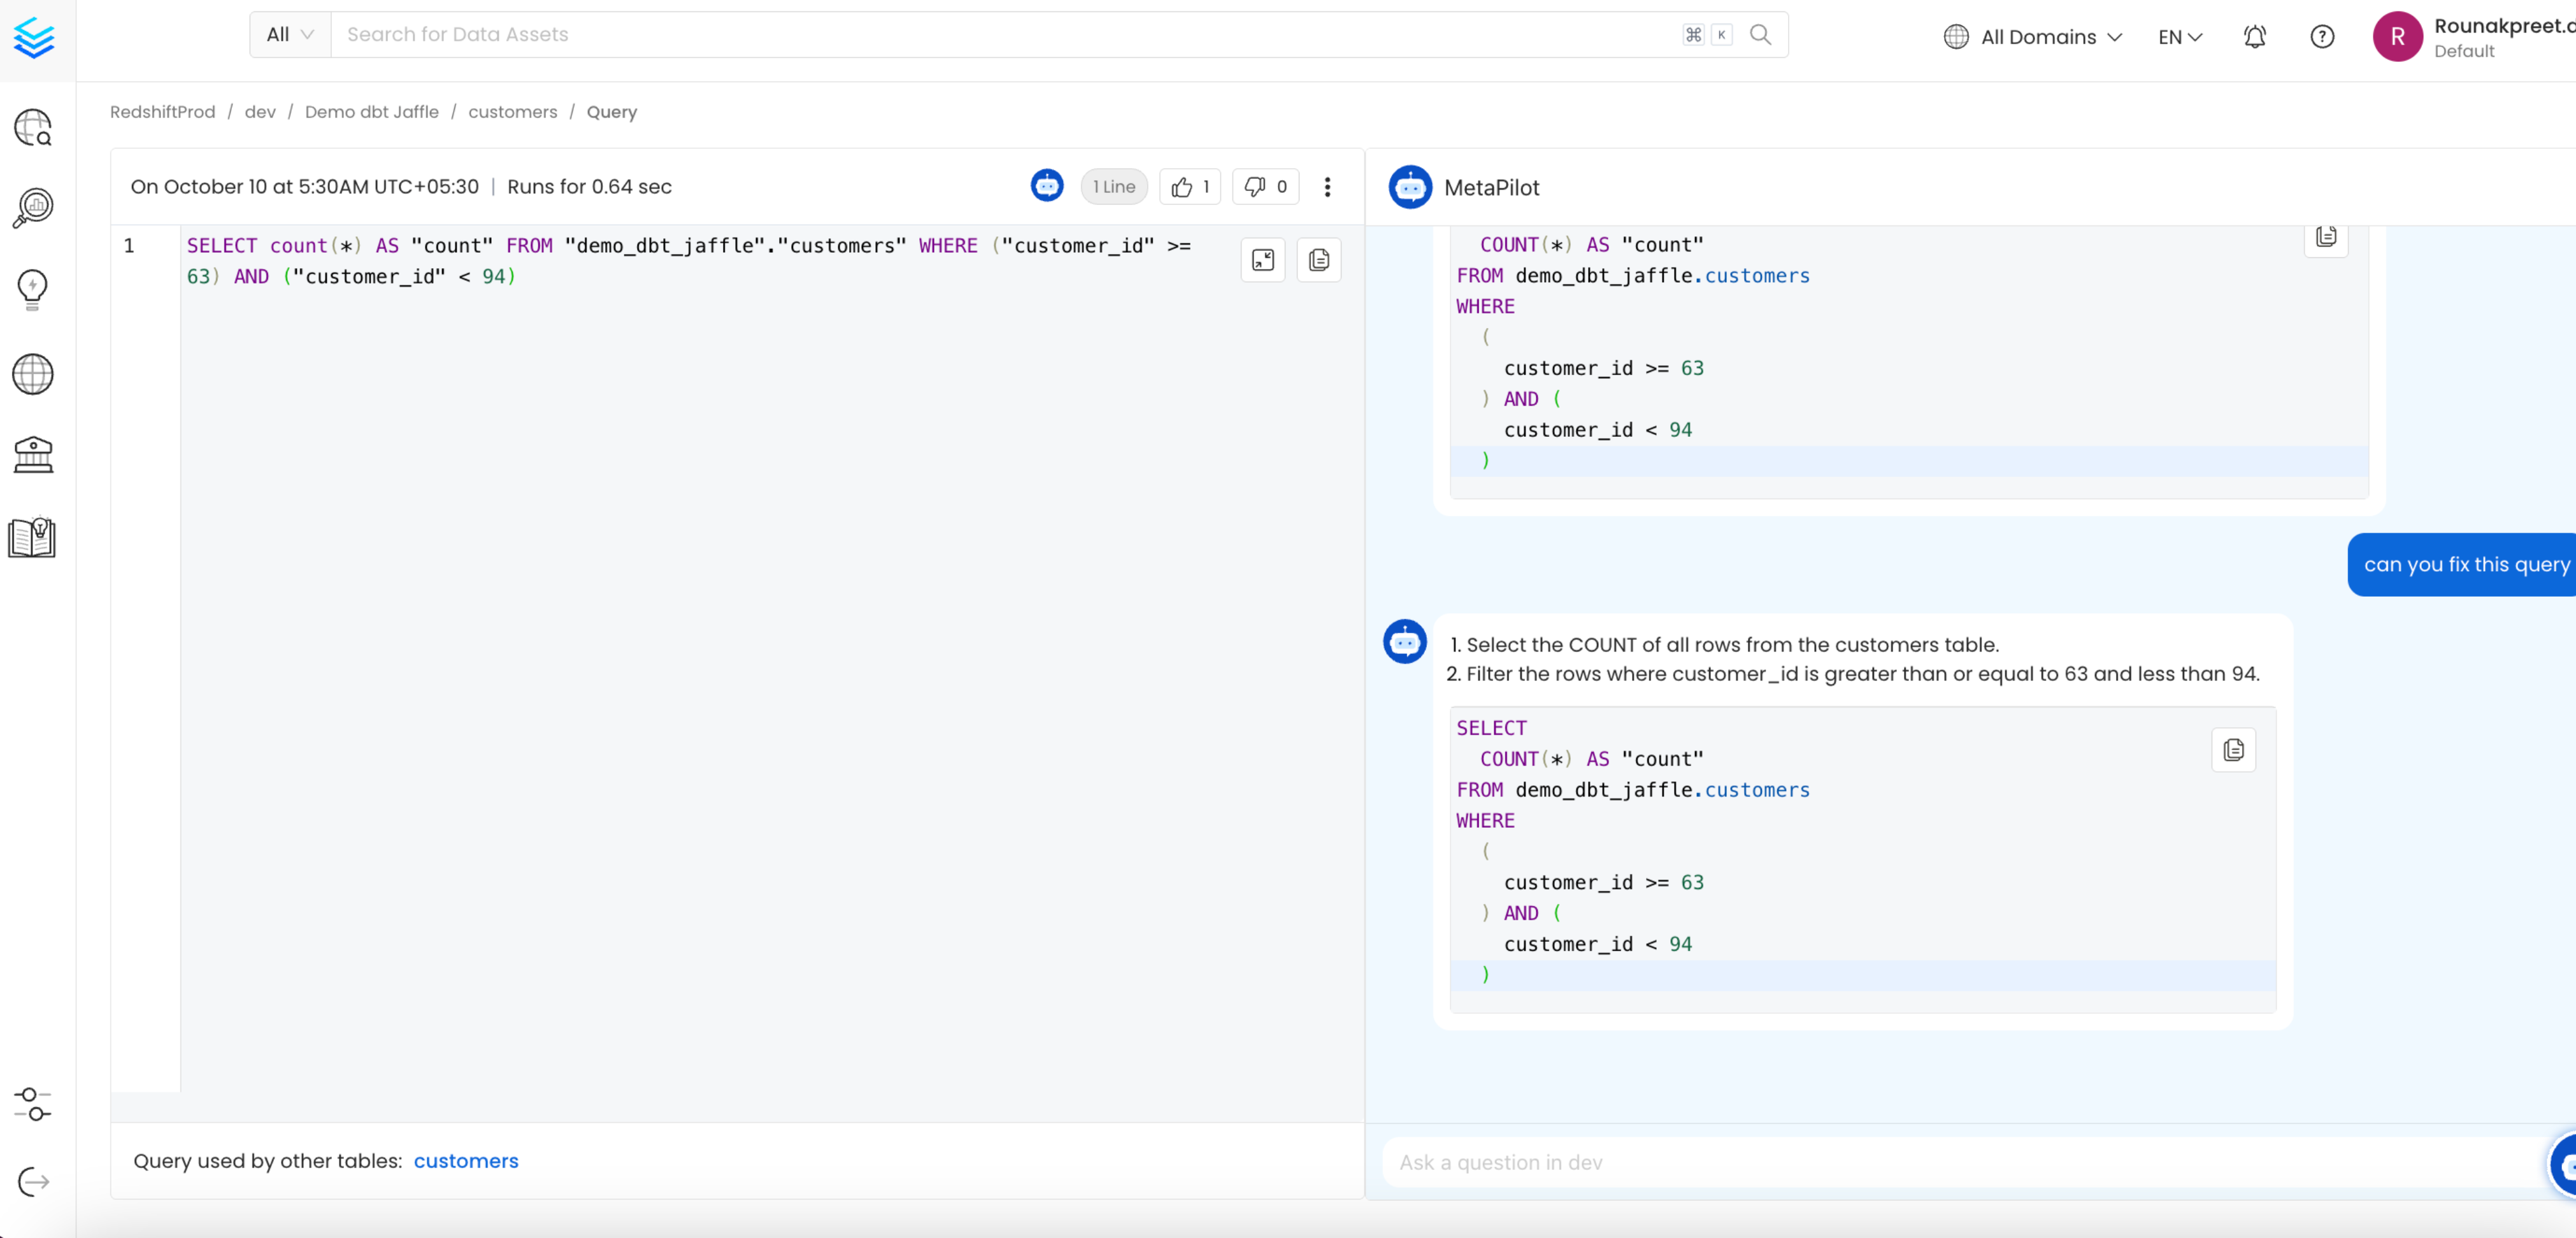 All
Search for Data Assets
⌘ K
All Domains
EN
R
Rounakpreet.d
Default
RedshiftProd / dev / Demo dbt Jaffle / customers / Query
On October 10 at 5:30AM UTC+05:30 | Runs for 0.64 sec
1 Line
1
0
1
SELECT count(*) AS "count" FROM "demo_dbt_jaffle"."customers" WHERE ("customer_id" >=
63) AND ("customer_id" < 94)
Query used by other tables: customers
MetaPilot
COUNT(*) AS "count"
FROM demo_dbt_jaffle.customers
WHERE
(
customer_id >= 63
) AND (
customer_id < 94
)
can you fix this query
1. Select the COUNT of all rows from the customers table.
2. Filter the rows where customer_id is greater than or equal to 63 and less than 94.
SELECT
COUNT(*) AS "count"
FROM demo_dbt_jaffle.customers
WHERE
(
customer_id >= 63
) AND (
customer_id < 94
)
Ask a question in dev